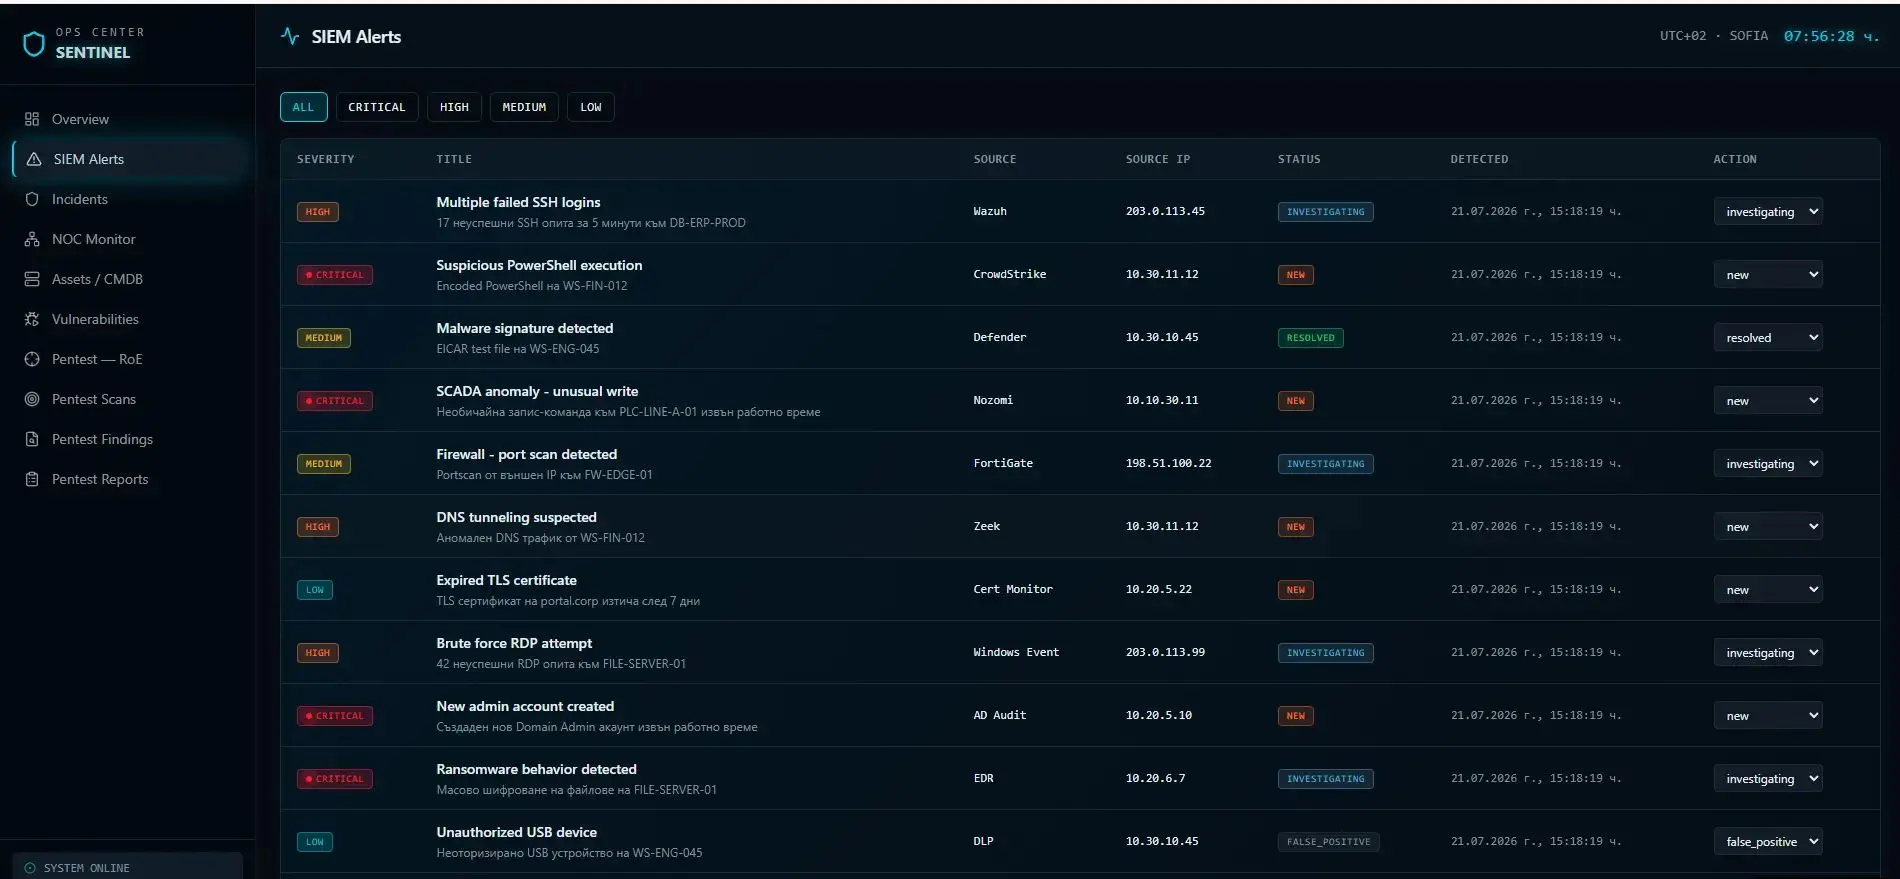 OPS CENTER
SENTINEL
SIEM Alerts
UTC+02 · SOFIA 07:56:28 ч.
Overview
SIEM Alerts
Incidents
NOC Monitor
Assets / CMDB
Vulnerabilities
Pentest — RoE
Pentest Scans
Pentest Findings
Pentest Reports
SYSTEM ONLINE
ALL CRITICAL HIGH MEDIUM LOW
SEVERITY TITLE SOURCE SOURCE IP STATUS DETECTED ACTION
HIGH Multiple failed SSH logins Wazuh 203.0.113.45 INVESTIGATING 21.07.2026 г., 15:18:19 ч. investigating
17 неуспешни SSH опита за 5 минути към DB-ERP-PROD
CRITICAL Suspicious PowerShell execution CrowdStrike 10.30.11.12 NEW 21.07.2026 г., 15:18:19 ч. new
Encoded PowerShell на WS-FIN-012
MEDIUM Malware signature detected Defender 10.30.10.45 RESOLVED 21.07.2026 г., 15:18:19 ч. resolved
EICAR test file на WS-ENG-045
CRITICAL SCADA anomaly - unusual write Nozomi 10.10.30.11 NEW 21.07.2026 г., 15:18:19 ч. new
Необичайна запис-команда към PLC-LINE-A-01 извън работно време
MEDIUM Firewall - port scan detected FortiGate 198.51.100.22 INVESTIGATING 21.07.2026 г., 15:18:19 ч. investigating
Portscan от външен IP към FW-EDGE-01
HIGH DNS tunneling suspected Zeek 10.30.11.12 NEW 21.07.2026 г., 15:18:19 ч. new
Аномален DNS трафик от WS-FIN-012
LOW Expired TLS certificate Cert Monitor 10.20.5.22 NEW 21.07.2026 г., 15:18:19 ч. new
TLS сертификат на portal.corp изтича след 7 дни
HIGH Brute force RDP attempt Windows Event 203.0.113.99 INVESTIGATING 21.07.2026 г., 15:18:19 ч. investigating
42 неуспешни RDP опита към FILE-SERVER-01
CRITICAL New admin account created AD Audit 10.20.5.10 NEW 21.07.2026 г., 15:18:19 ч. new
Създаден нов Domain Admin акаунт извън работно време
CRITICAL Ransomware behavior detected EDR 10.20.6.7 INVESTIGATING 21.07.2026 г., 15:18:19 ч. investigating
Масово шифроване на файлове на FILE-SERVER-01
LOW Unauthorized USB device DLP 10.30.10.45 FALSE_POSITIVE 21.07.2026 г., 15:18:19 ч. false_positive
Неоторизирано USB устройство на WS-ENG-045